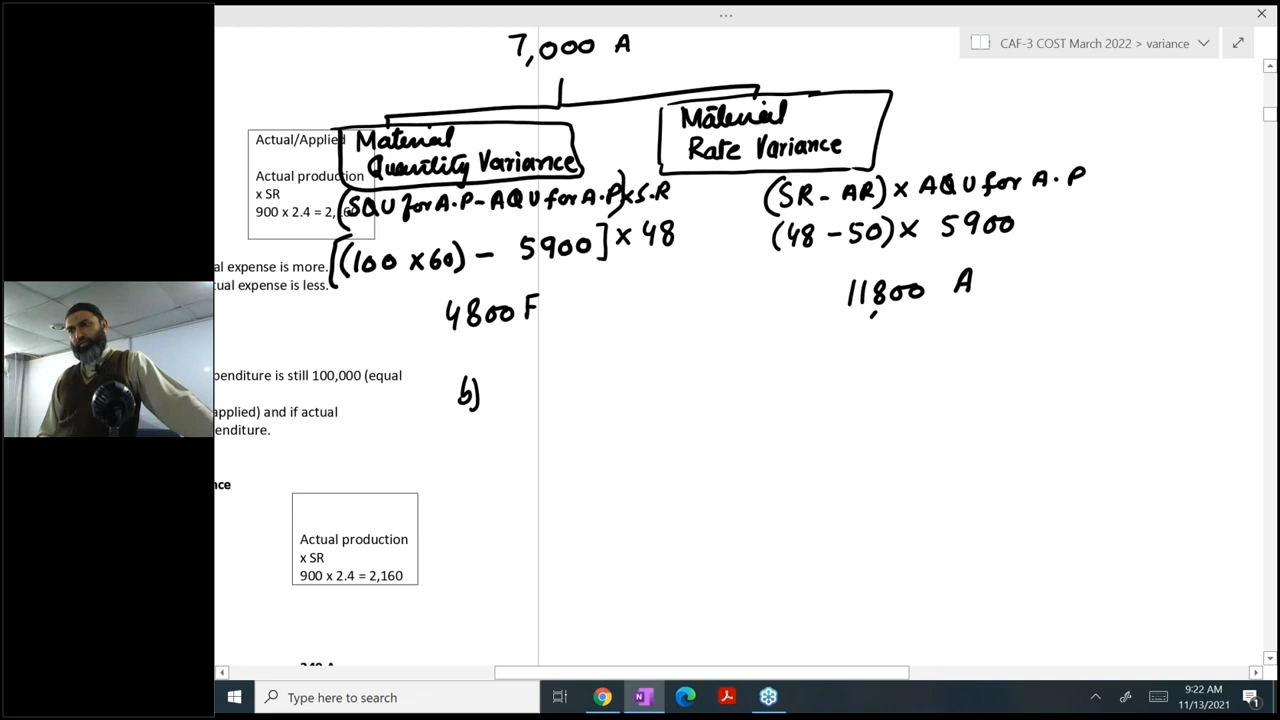 CAF-3 COST March 2022 > variance
7,000 A
Actual/Applied
Actual production
x SR
900 x 2.4 = 2,160
Material
Quantity Variance
(SQU for A.P - AQU for A.P) x S.R
[(100 x 60) - 5900] x 48
4800 F
Material
Rate Variance
(SR - AR) x AQU for A.P
(48 - 50) x 5900
11,800 A
al expense is more.
tual expense is less.
penditure is still 100,000 (equal
applied) and if actual
enditure.
b)
nce
Actual production
x SR
900 x 2.4 = 2,160
Type here to search
9:22 AM
11/13/2021